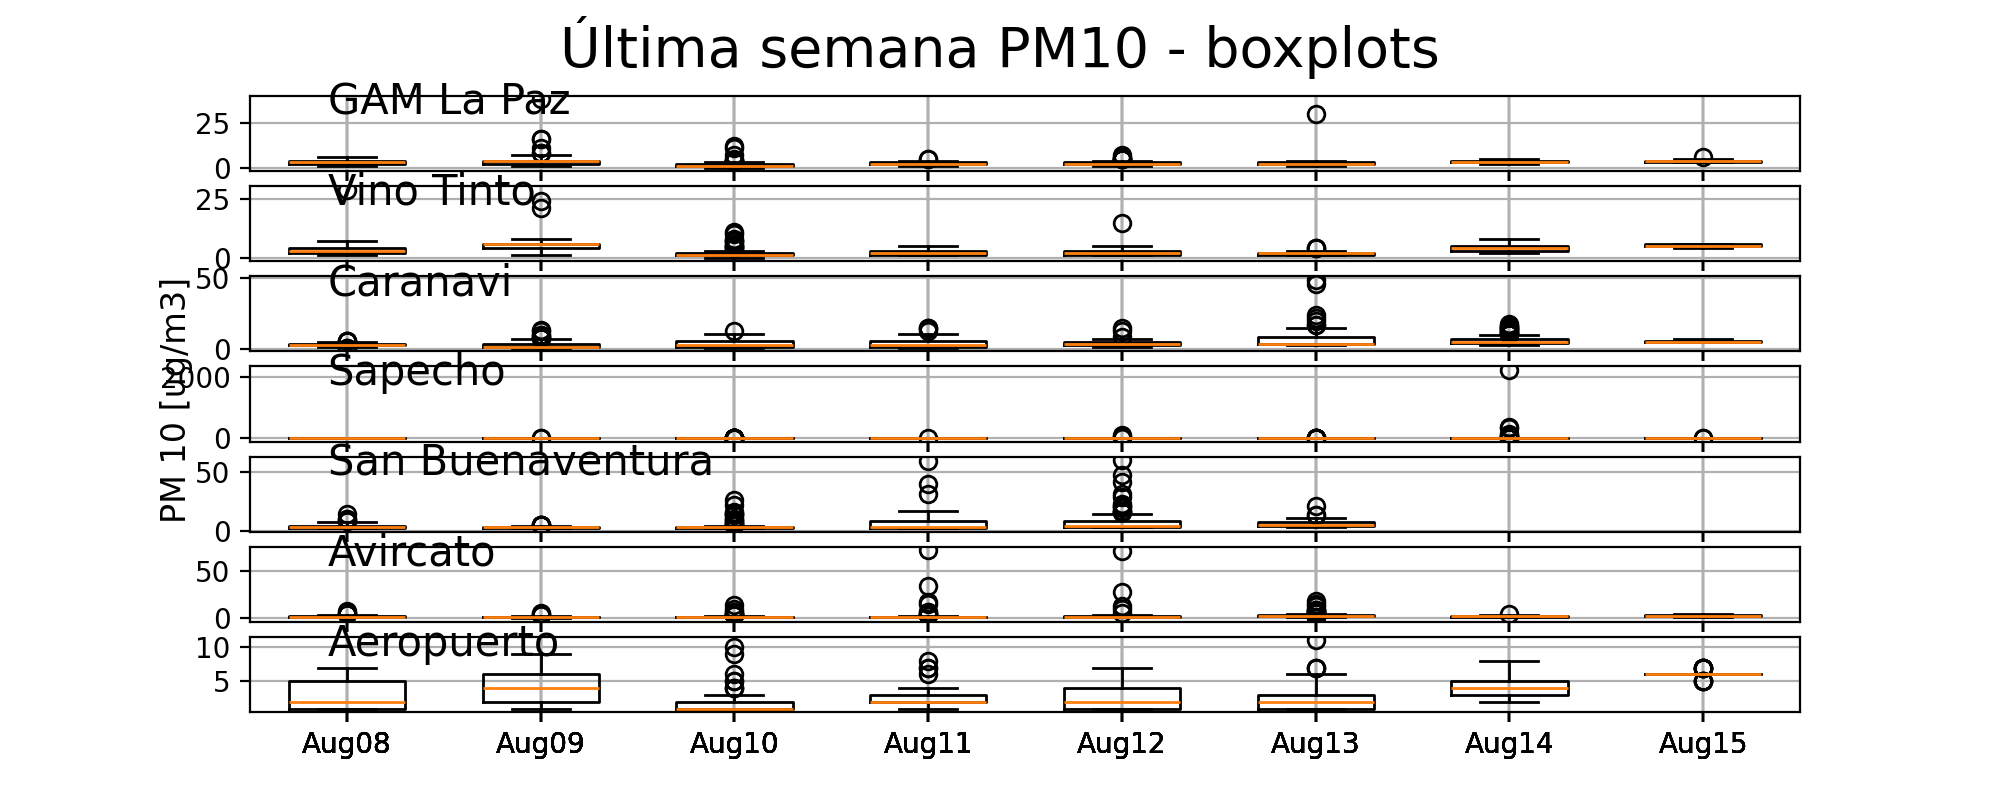 Última semana PM10 - boxplots
GAM La Paz
25
0
Vino Tinto
25
0
Caranavi
50
0
PM 10 [ug/m3]
Sapecho
2000
0
San Buenaventura
50
0
Avircato
50
0
Aeropuerto
10
5
Aug08 Aug09 Aug10 Aug11 Aug12 Aug13 Aug14 Aug15